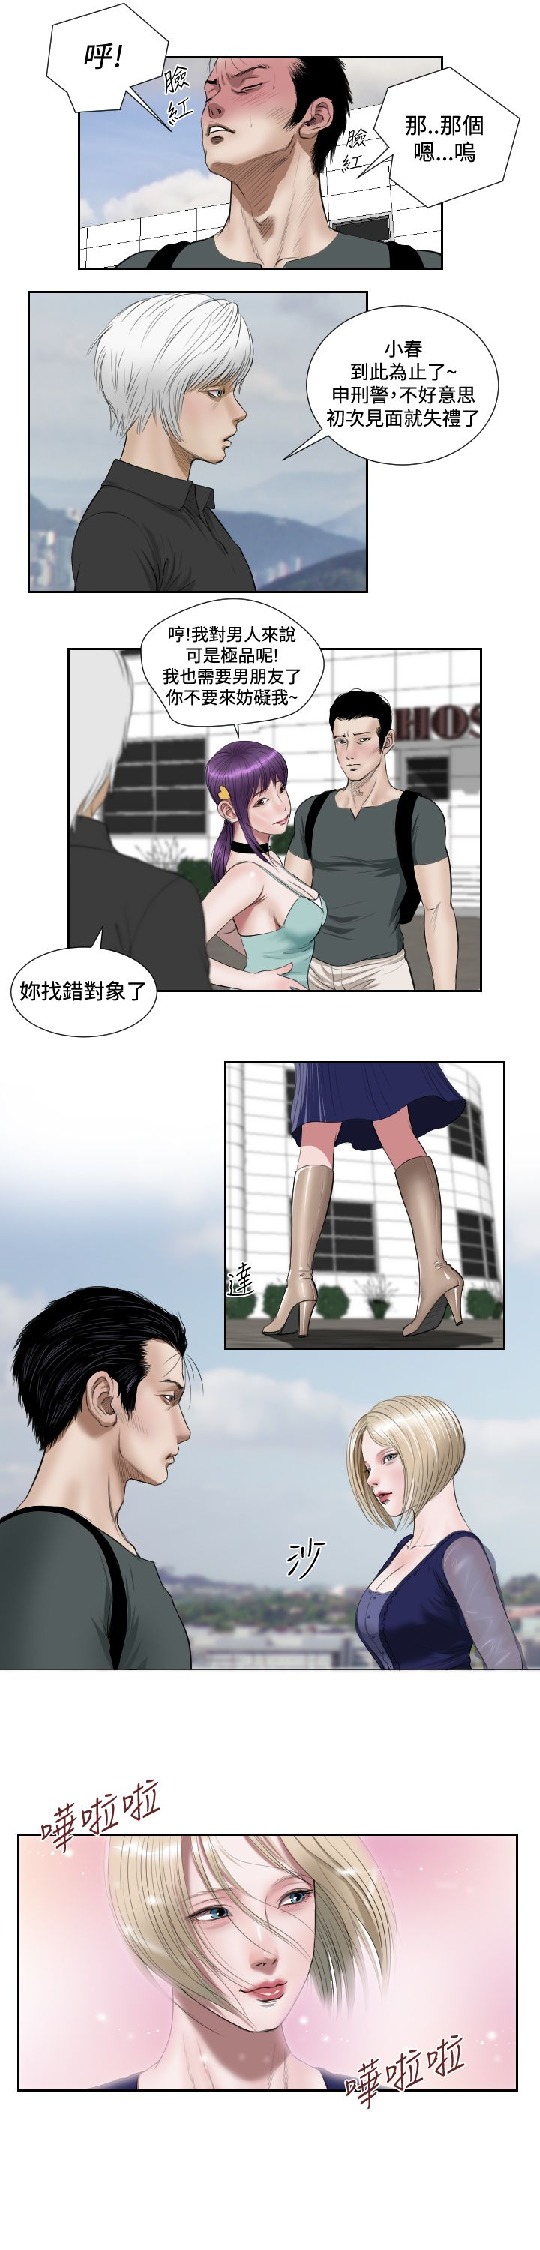 呼!
臉
紅
那..那個
嗯...嗚
臉
紅
小春
到此為止了~
申刑警，不好意思
初次見面就失禮了
哼!我對男人來說
可是極品呢!
我也需要男朋友了
你不要來妨礙我~
HOS
妳找錯對象了
達
沙
嘩啦啦
嘩啦啦